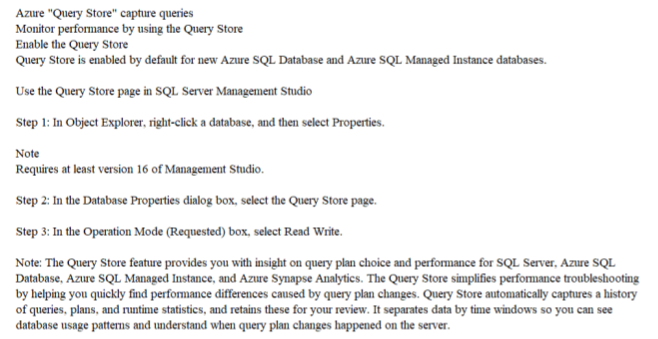 Azure "Query Store" capture queries
Monitor performance by using the Query Store
Enable the Query Store
Query Store is enabled by default for new Azure SQL Database and Azure SQL Managed Instance databases.
Use the Query Store page in SQL Server Management Studio
Step 1: In Object Explorer, right-click a database, and then select Properties.
Note
Requires at least version 16 of Management Studio.
Step 2: In the Database Properties dialog box, select the Query Store page.
Step 3: In the Operation Mode (Requested) box, select Read Write.
Note: The Query Store feature provides you with insight on query plan choice and performance for SQL Server, Azure SQL
Database, Azure SQL Managed Instance, and Azure Synapse Analytics. The Query Store simplifies performance troubleshooting
by helping you quickly find performance differences caused by query plan changes. Query Store automatically captures a history
of queries, plans, and runtime statistics, and retains these for your review. It separates data by time windows so you can see
database usage patterns and understand when query plan changes happened on the server.